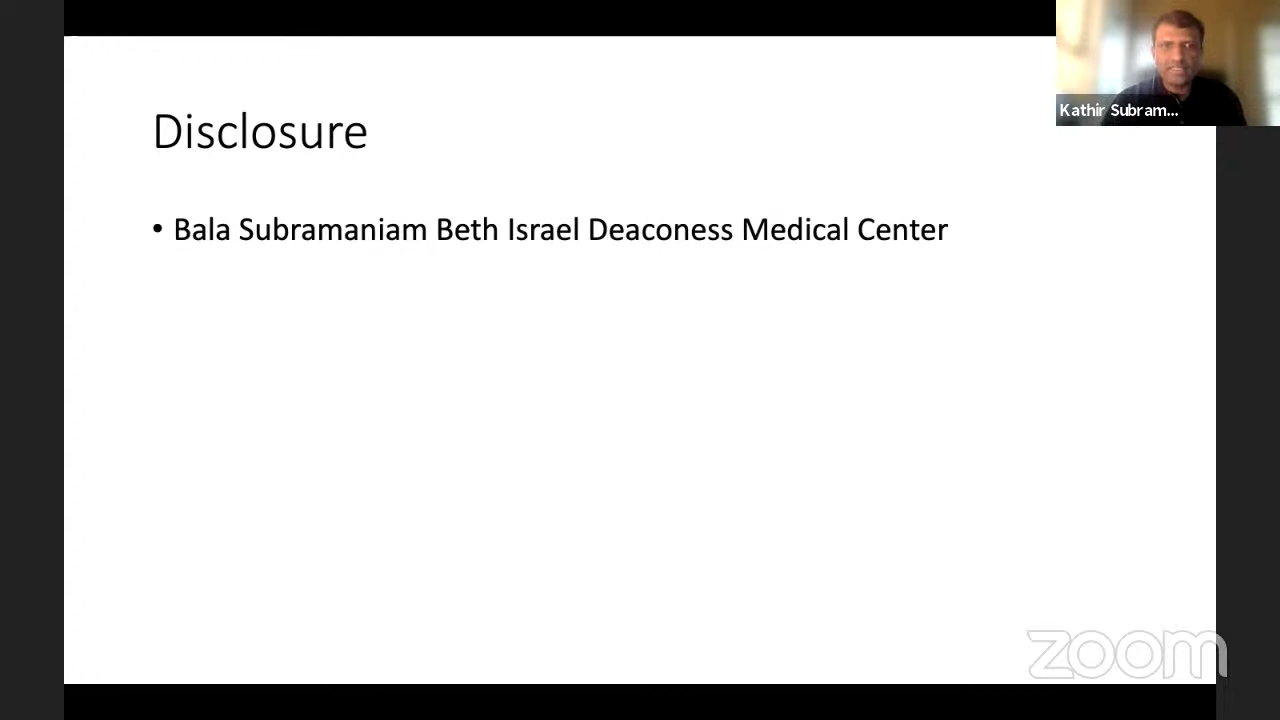 Disclosure
• Bala Subramaniam Beth Israel Deaconess Medical Center
Kathir Subram...
zoom